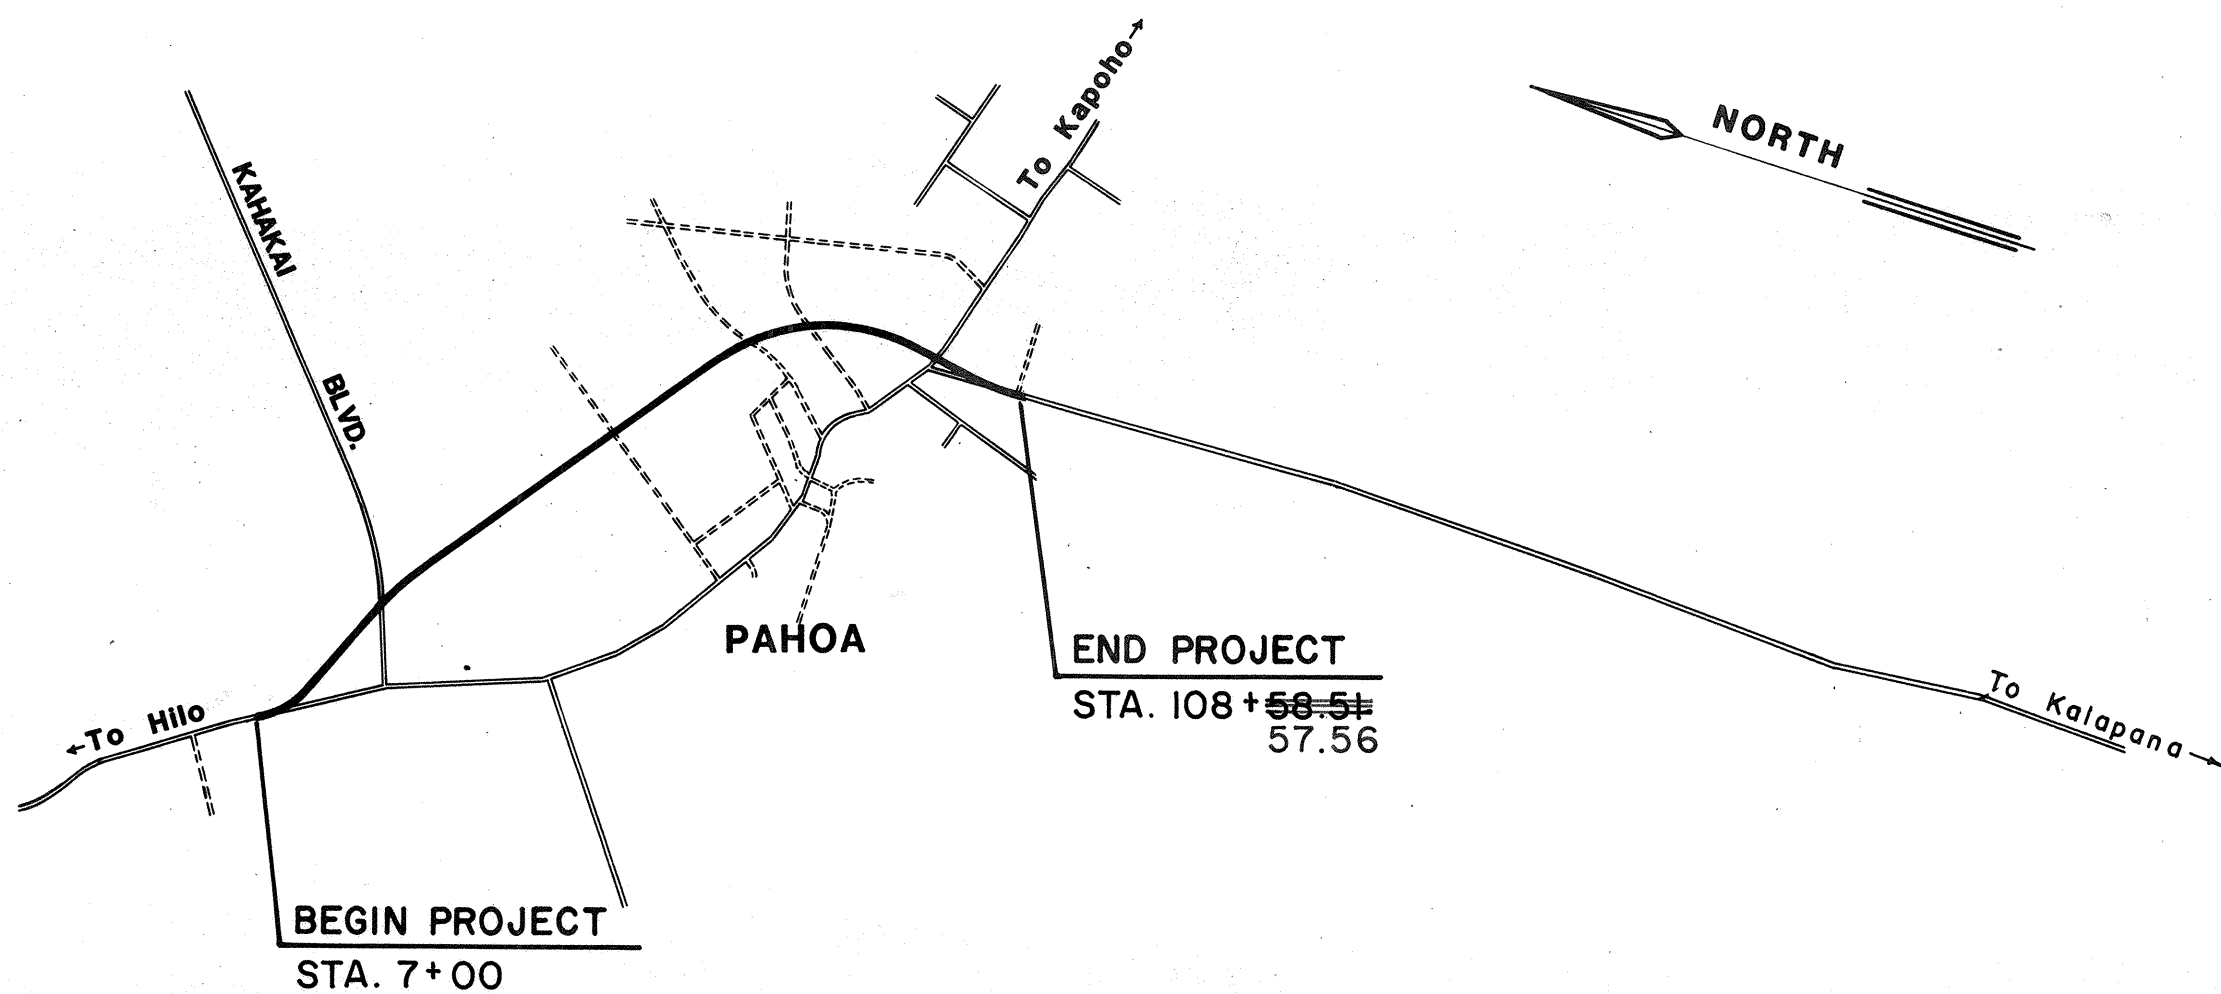 To Kapoho
NORTH
KAHAKAI
BLVD.
PAHOA
END PROJECT
STA. 108+58.51
57.56
To Kalapana
To Hilo
BEGIN PROJECT
STA. 7+00